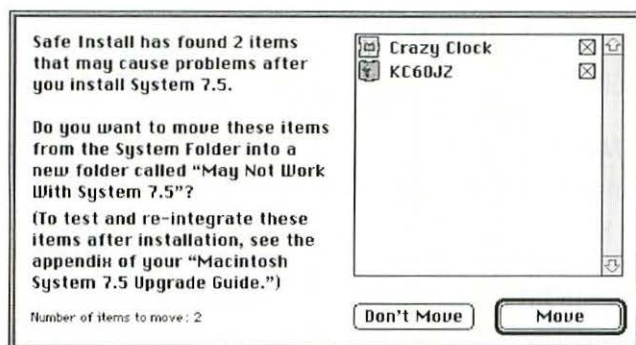 Safe Install has found 2 items
that may cause problems after
you install System 7.5.
Do you want to move these items
from the System Folder into a
new folder called “May Not Work
With System 7.5”?
(To test and re-integrate these
items after installation, see the
appendix of your “Macintosh
System 7.5 Upgrade Guide.”)
Number of items to move: 2
Crazy Clock
KC6OJZ
Don't Move
Move